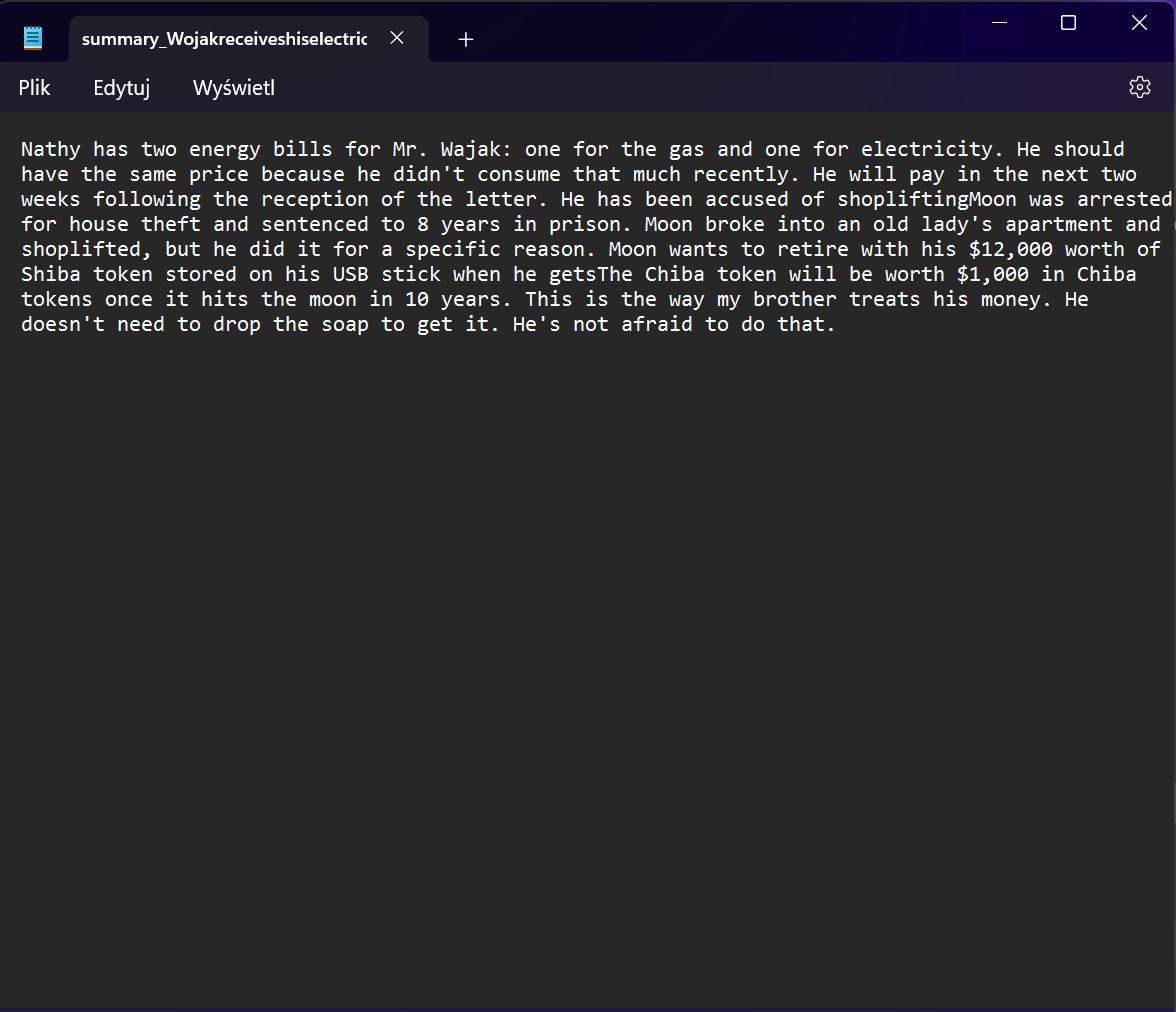 summary_Wojakreceiveshiselectric
Plik Edytuj Wyświetl
Nathy has two energy bills for Mr. Wajak: one for the gas and one for electricity. He should
have the same price because he didn't consume that much recently. He will pay in the next two
weeks following the reception of the letter. He has been accused of shopliftingMoon was arrested
for house theft and sentenced to 8 years in prison. Moon broke into an old lady's apartment and
shoplifted, but he did it for a specific reason. Moon wants to retire with his $12,000 worth of
Shiba token stored on his USB stick when he getsThe Chiba token will be worth $1,000 in Chiba
tokens once it hits the moon in 10 years. This is the way my brother treats his money. He
doesn't need to drop the soap to get it. He's not afraid to do that.